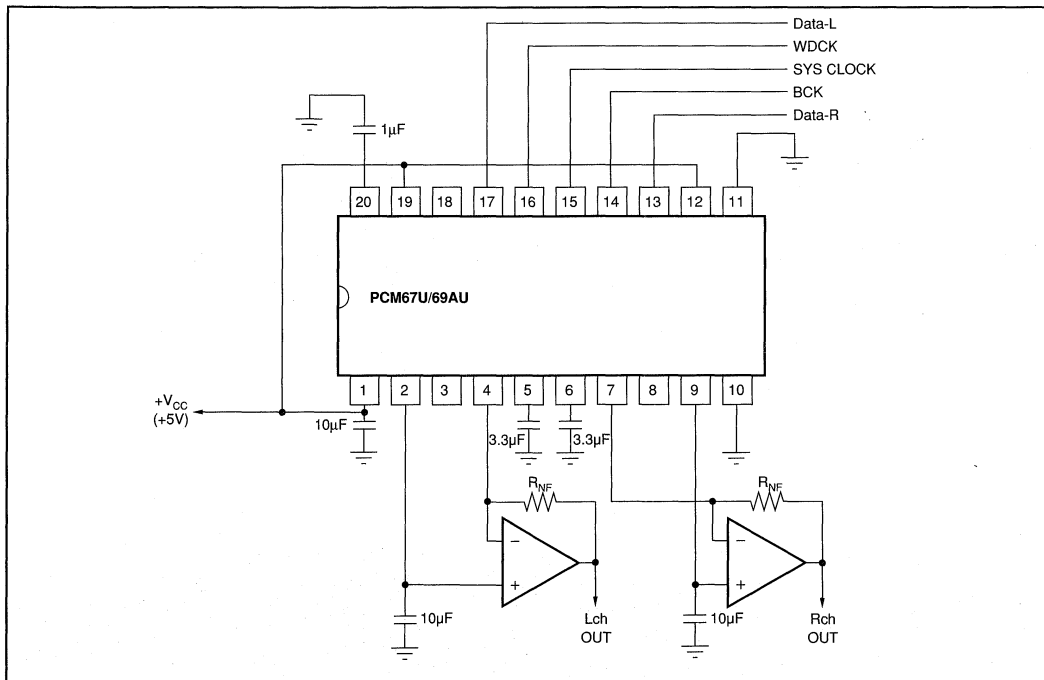 Data-L
WDCK
SYS CLOCK
BCK
Data-R
1μF
20 19 18 17 16 15 14 13 12 11
PCM67U/69AU
1 2 3 4 5 6 7 8 9 10
+VCC
(+5V)
10μF
3.3μF 3.3μF
RNF RNF
− −
+ +
10μF 10μF
Lch
OUT
Rch
OUT